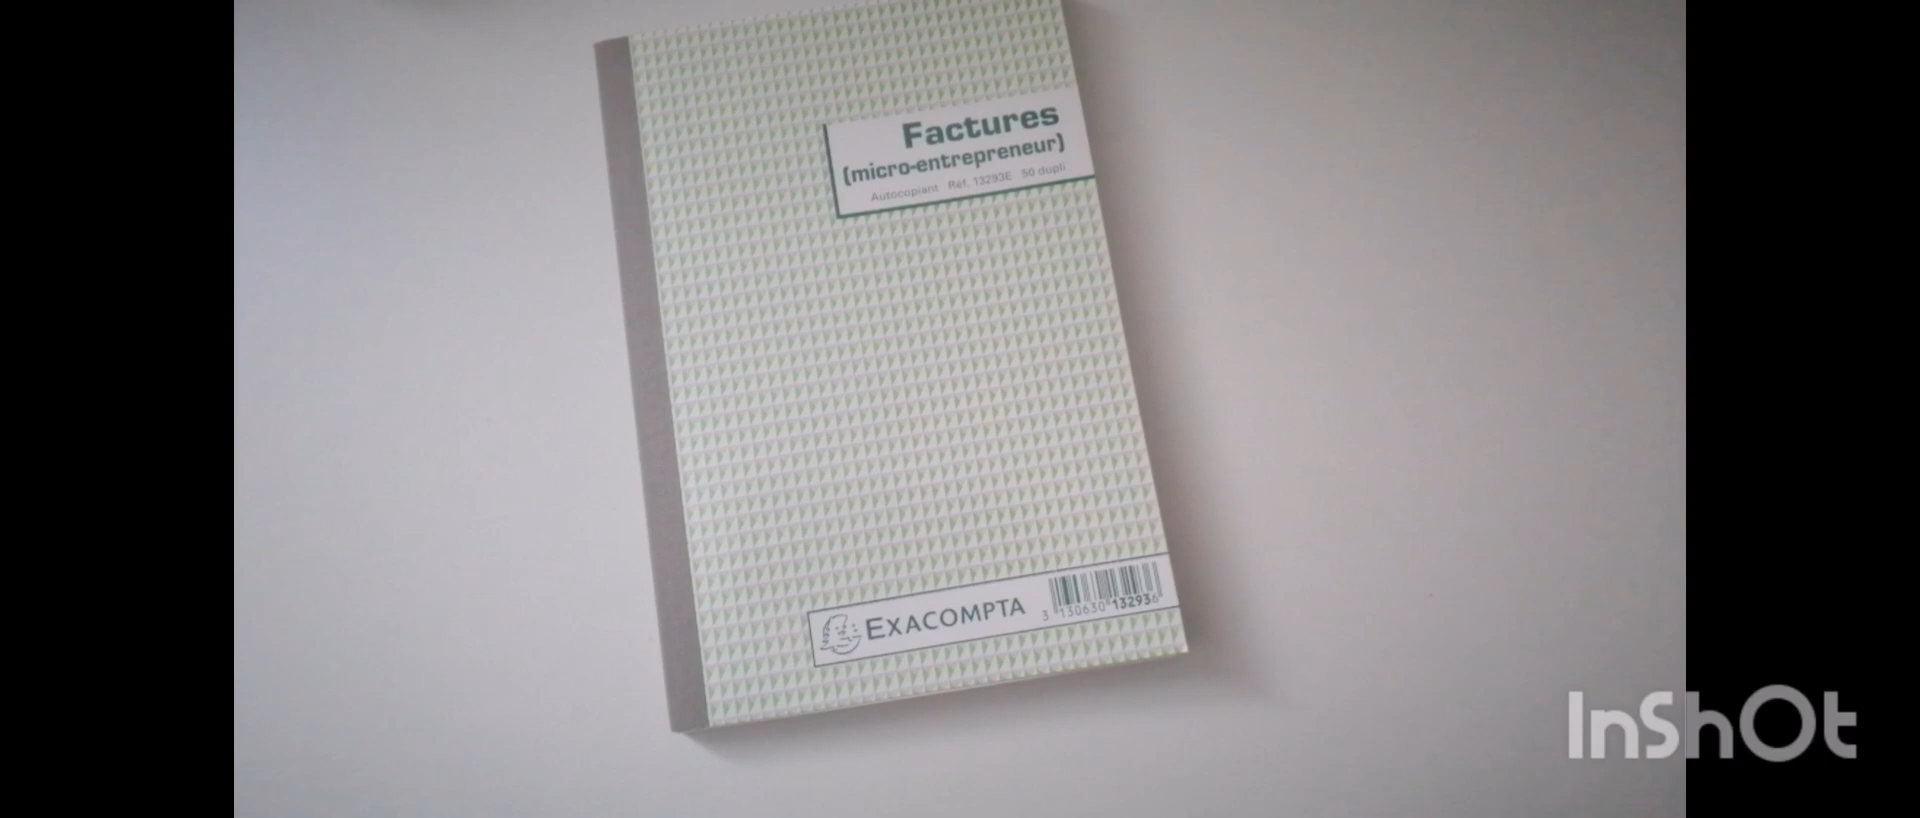 Factures
(micro-entrepreneur)
Autocopiant Réf. 13293E 50 dupli
EXACOMPTA
3 130630 132936
InShOt